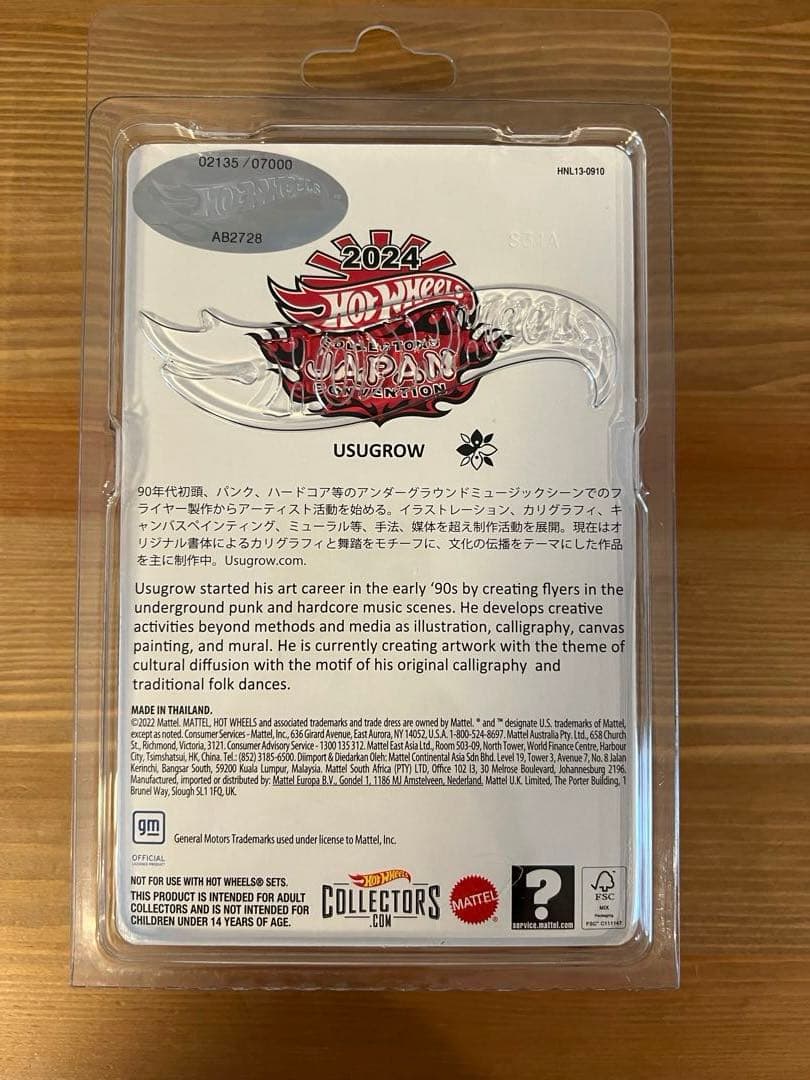 02135/07000
HOT WHEELS
AB2728
HNL13-0910
2024
HOT WHEELS
COLLECTORS
JAPAN
CONVENTION
USUGROW
90年代初頭、パンク、ハードコア等のアンダーグラウンドミュージックシーンでのフ
ライヤー製作からアーティスト活動を始める。イラストレーション、カリグラフィ、キ
ャンバスペインティング、ミューラル等、手法、媒体を超え制作活動を展開。現在はオ
リジナル書体によるカリグラフィと舞踏をモチーフに、文化の伝播をテーマにした作品
を主に制作中。Usugrow.com.
Usugrow started his art career in the early ‘90s by creating flyers in the
underground punk and hardcore music scenes. He develops creative
activities beyond methods and media as illustration, calligraphy, canvas
painting, and mural. He is currently creating artwork with the theme of
cultural diffusion with the motif of his original calligraphy and
traditional folk dances.
MADE IN THAILAND.
©2022 Mattel. MATTEL, HOT WHEELS and associated trademarks and trade dress are owned by Mattel. ® and ™ designate U.S. trademarks of Mattel,
except as noted. Consumer Services - Mattel, Inc., 636 Girard Avenue, East Aurora, NY 14052, U.S.A. 1-800-524-8697. Mattel Australia Pty. Ltd., 658 Church
St., Richmond, Victoria, 3121. Consumer Advisory Service - 1300 135 312. Mattel East Asia Ltd., Room 503-09, North Tower, World Finance Centre, Harbour
City, Tsimshatsui, HK, China. Tel.: (852) 3185-6500. Diimport & Diedarkan Oleh: Mattel Continental Asia Sdn Bhd. Level 19, Tower 3, Avenue 7, No. 8 Jalan
Kerinchi, Bangsar South, 59200 Kuala Lumpur, Malaysia. Mattel South Africa (PTY) LTD, Office 102 I3, 30 Melrose Boulevard, Johannesburg 2196.
Manufactured, imported or distributed by: Mattel Europa B.V., Gondel 1, 1186 MJ Amstelveen, Nederland. Mattel U.K. Limited, The Porter Building, 1
Brunel Way, Slough SL1 1FQ, UK.
gm
OFFICIAL
LICENSED PRODUCT
General Motors Trademarks used under license to Mattel, Inc.
NOT FOR USE WITH HOT WHEELS® SETS.
THIS PRODUCT IS INTENDED FOR ADULT
COLLECTORS AND IS NOT INTENDED FOR
CHILDREN UNDER 14 YEARS OF AGE.
HOT WHEELS
COLLECTORS
.COM
MATTEL
®
?
service.mattel.com
FSC
MIX
Packaging
FSC™ C111147